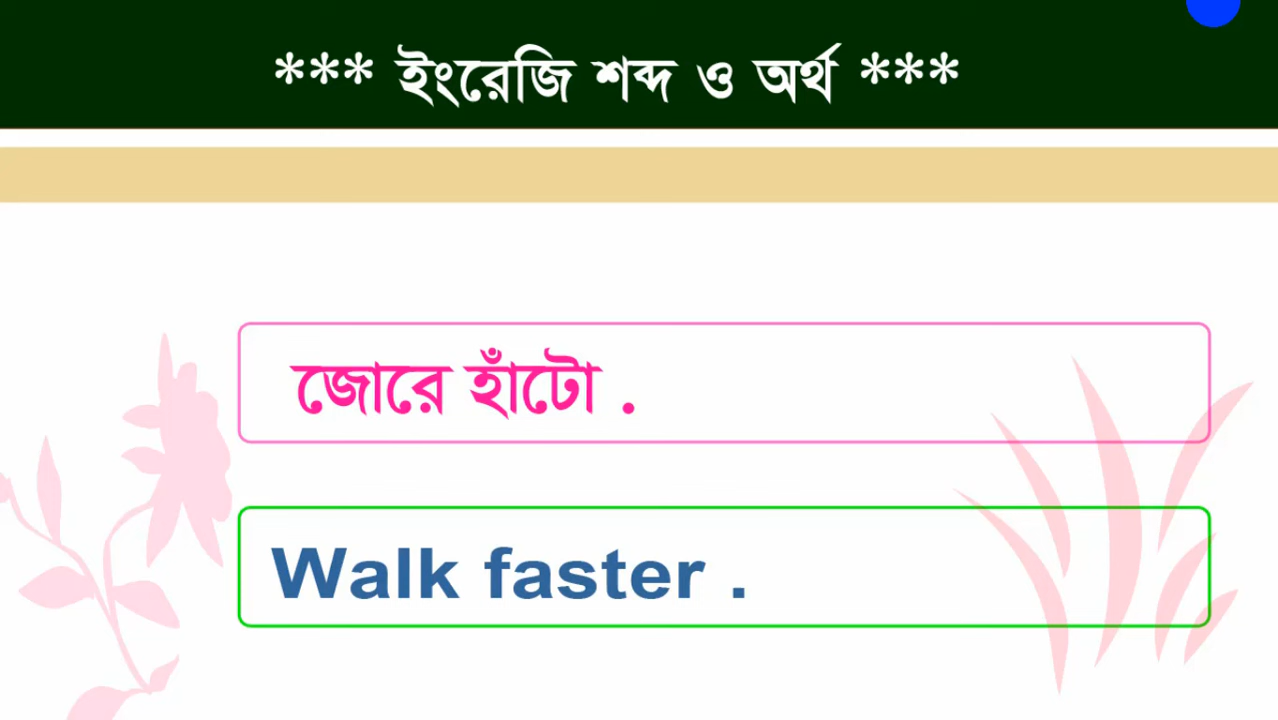 *** ইংরেজি শব্দ ও অর্থ ***
জোরে হাঁটো .
Walk faster .